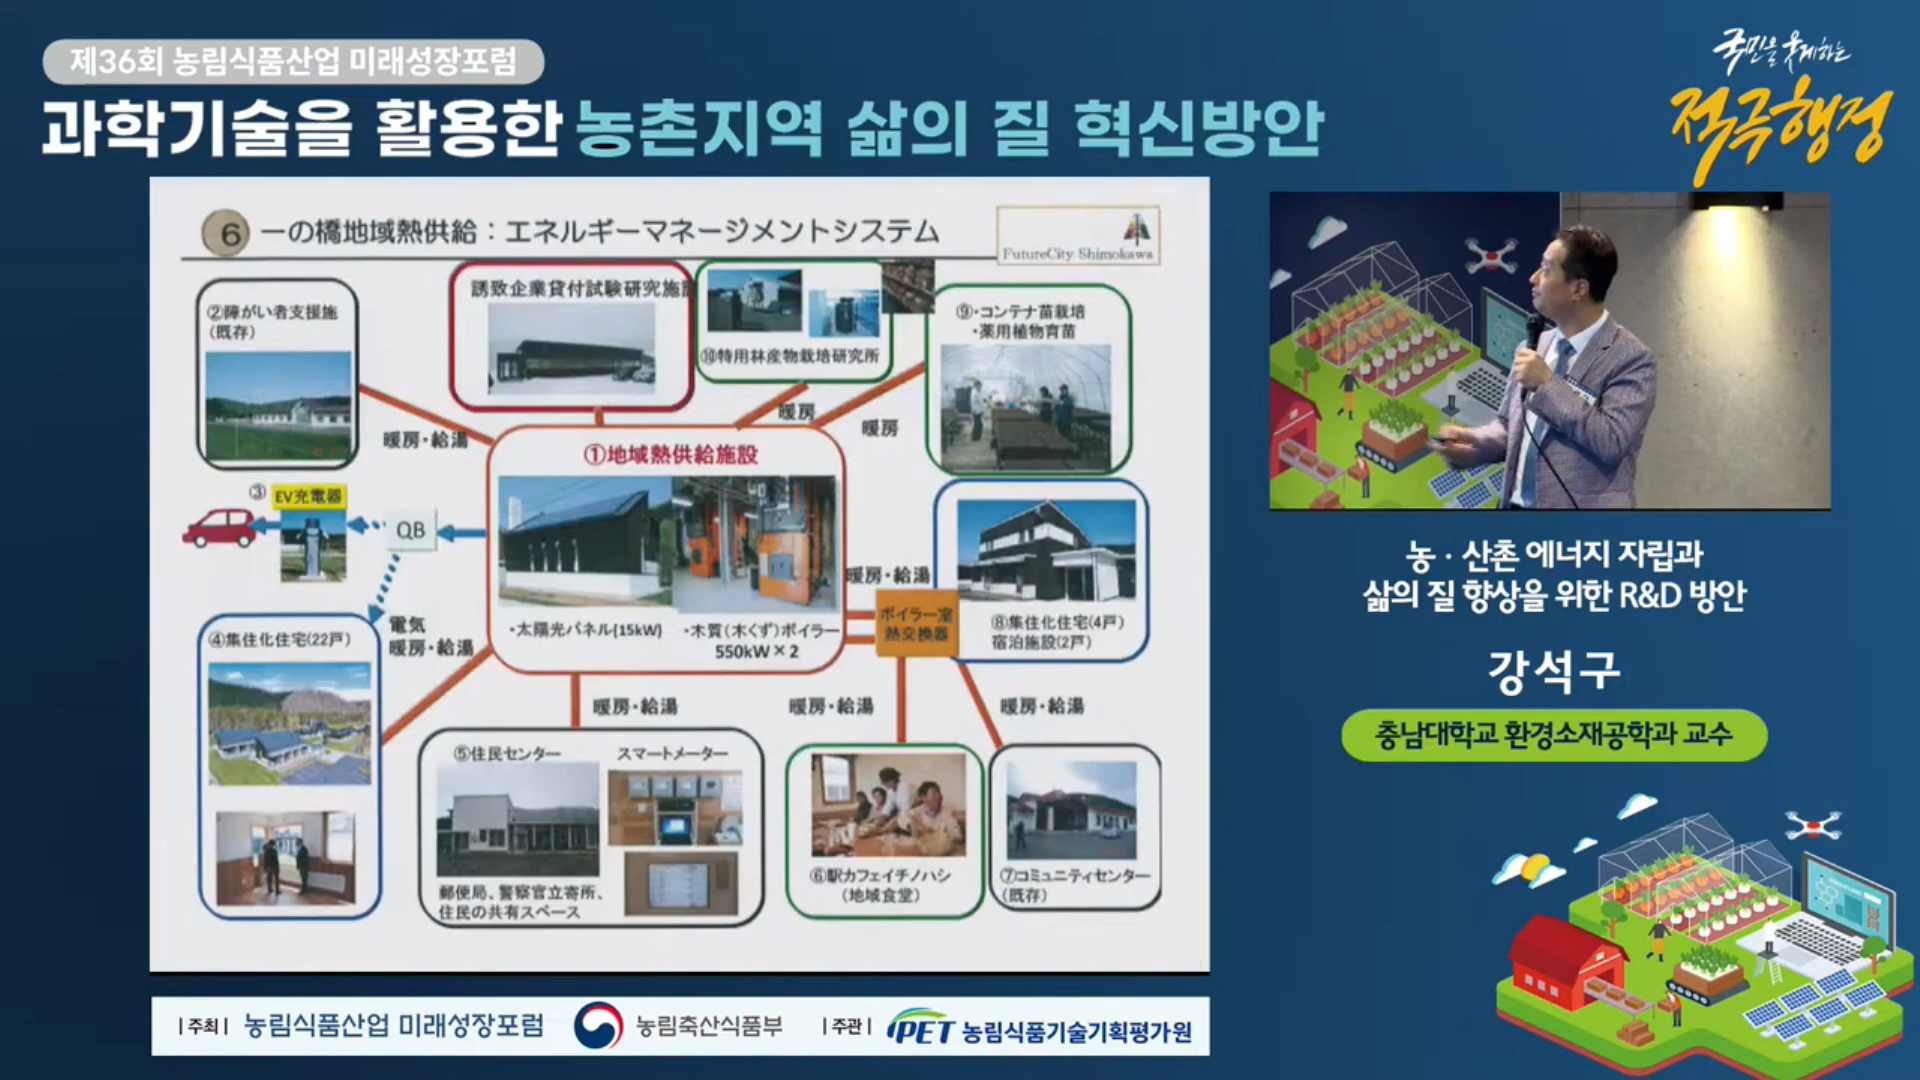 제36회 농림식품산업 미래성장포럼
과학기술을 활용한 농촌지역 삶의 질 혁신방안
국민을 웃게하는
적극행정
6 一の橋地域熱供給：エネルギーマネージメントシステム
FutureCity Shimokawa
②障がい者支援施
(既存)
誘致企業貸付試験研究施
⑩特用林産物栽培研究所
⑨・コンテナ苗栽培
・薬用植物育苗
暖房・給湯
暖房
暖房
①地域熱供給施設
・太陽光パネル(15kW)
・木質(木くず)ボイラー
550kW×2
③ EV充電器
QB
電気
暖房・給湯
暖房・給湯
ボイラー室
熱交換器
⑧集住化住宅(4戸)
宿泊施設(2戸)
④集住化住宅(22戸)
暖房・給湯
暖房・給湯
暖房・給湯
⑤住民センター
スマートメーター
郵便局、警察官立寄所、
住民の共有スペース
⑥駅カフェイチノハシ
(地域食堂)
⑦コミュニティセンター
(既存)
농 · 산촌 에너지 자립과
삶의 질 향상을 위한 R&D 방안
강석구
충남대학교 환경소재공학과 교수
|주최| 농림식품산업 미래성장포럼 농림축산식품부 |주관| iPET 농림식품기술기획평가원